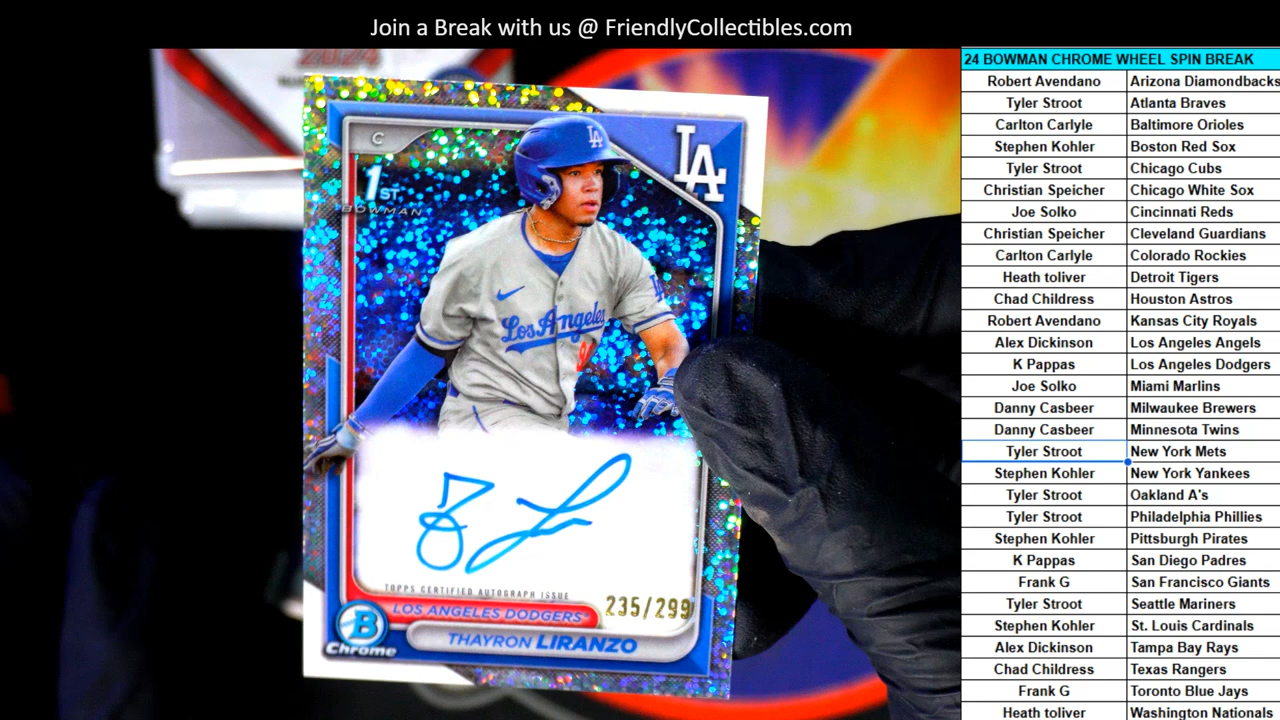 Join a Break with us @ FriendlyCollectibles.com
2024
C
LA
LA
1ST
BOWMAN
Los Angeles
TOPPS CERTIFIED AUTOGRAPH ISSUE
235/299
LOS ANGELES DODGERS
THAYRON LIRANZO
B
Chrome
24 BOWMAN CHROME WHEEL SPIN BREAK
Robert Avendano Arizona Diamondbacks
Tyler Stroot Atlanta Braves
Carlton Carlyle Baltimore Orioles
Stephen Kohler Boston Red Sox
Tyler Stroot Chicago Cubs
Christian Speicher Chicago White Sox
Joe Solko Cincinnati Reds
Christian Speicher Cleveland Guardians
Carlton Carlyle Colorado Rockies
Heath toliver Detroit Tigers
Chad Childress Houston Astros
Robert Avendano Kansas City Royals
Alex Dickinson Los Angeles Angels
K Pappas Los Angeles Dodgers
Joe Solko Miami Marlins
Danny Casbeer Milwaukee Brewers
Danny Casbeer Minnesota Twins
Tyler Stroot New York Mets
Stephen Kohler New York Yankees
Tyler Stroot Oakland A's
Tyler Stroot Philadelphia Phillies
Stephen Kohler Pittsburgh Pirates
K Pappas San Diego Padres
Frank G San Francisco Giants
Tyler Stroot Seattle Mariners
Stephen Kohler St. Louis Cardinals
Alex Dickinson Tampa Bay Rays
Chad Childress Texas Rangers
Frank G Toronto Blue Jays
Heath toliver Washington Nationals